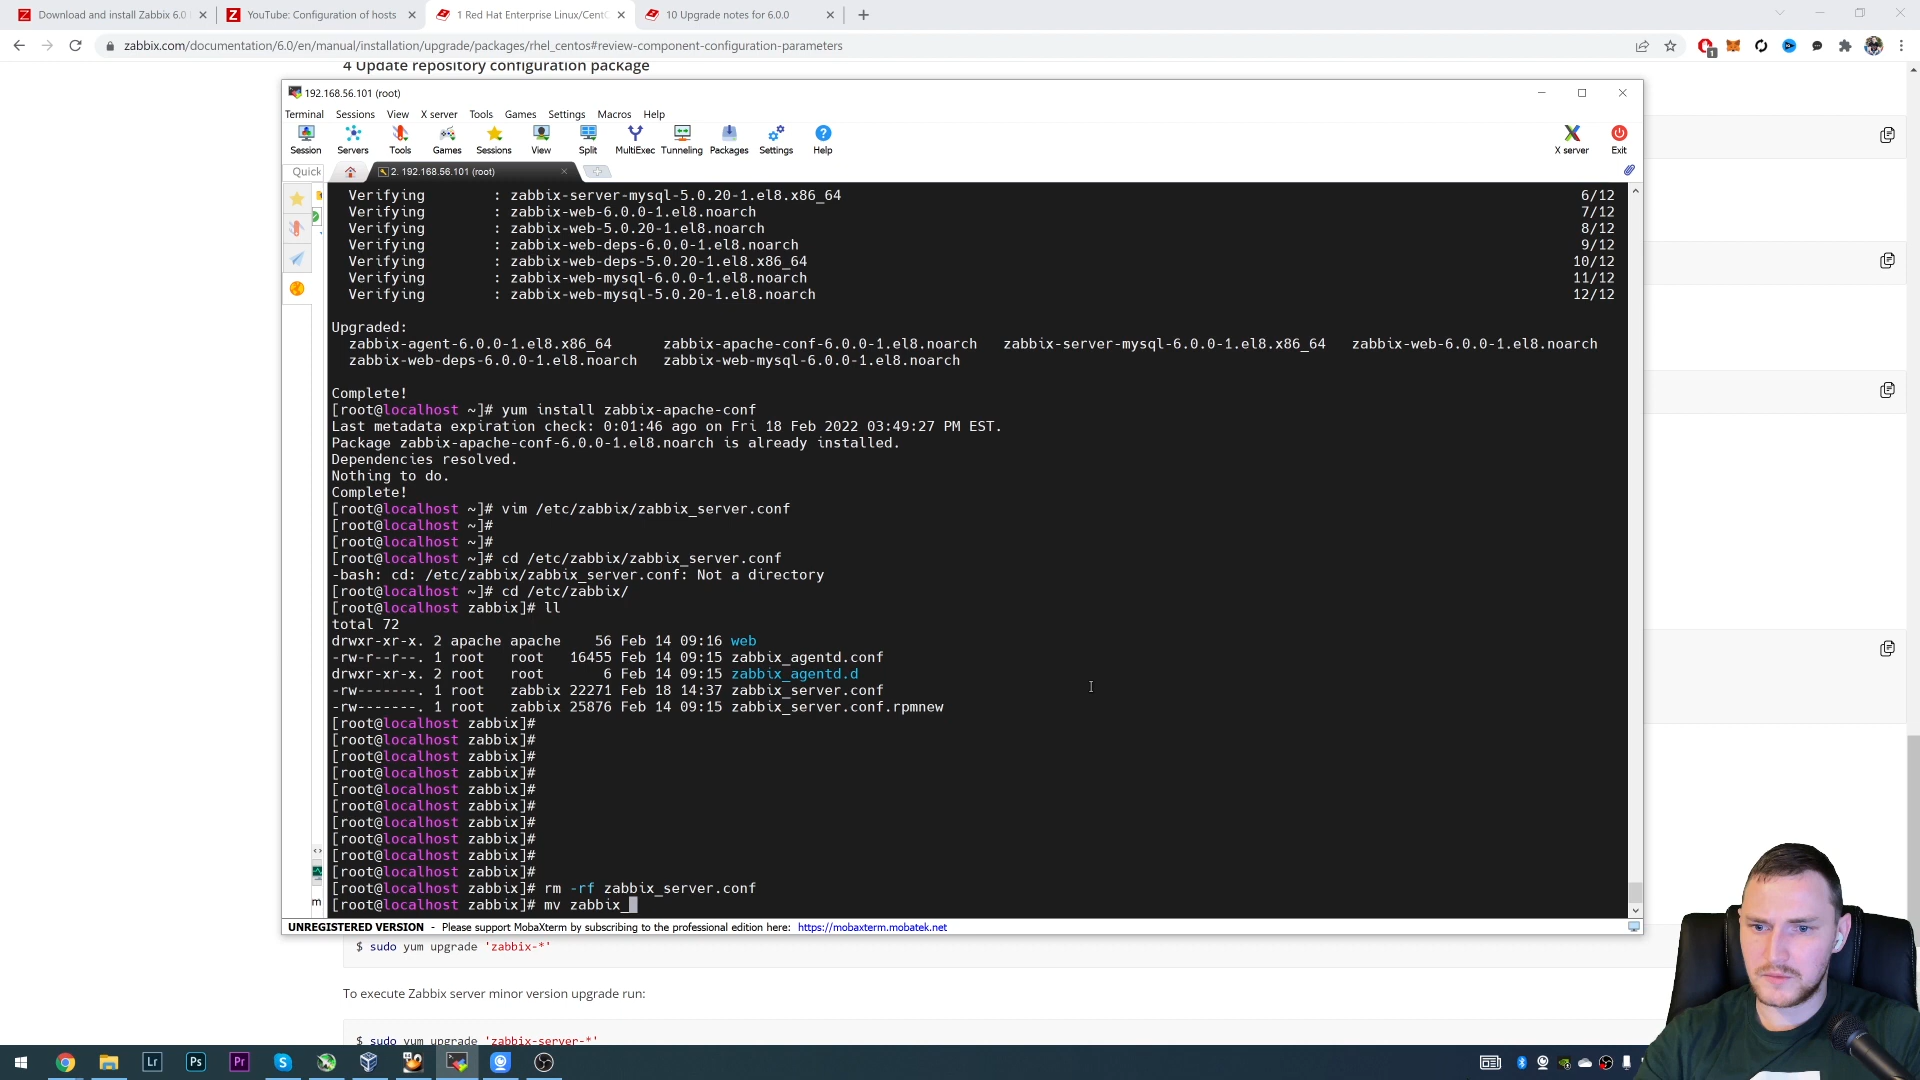 Download and install Zabbix 6.0
YouTube: Configuration of hosts
1 Red Hat Enterprise Linux/CentO
10 Upgrade notes for 6.0.0
zabbix.com/documentation/6.0/en/manual/installation/upgrade/packages/rhel_centos#review-component-configuration-parameters
4 Update repository configuration package
192.168.56.101 (root)
Terminal Sessions View X server Tools Games Settings Macros Help
Session Servers Tools Games Sessions View Split MultiExec Tunneling Packages Settings Help X server Exit
Quick
2. 192.168.56.101 (root)
Verifying : zabbix-server-mysql-5.0.20-1.el8.x86_64 6/12
Verifying : zabbix-web-6.0.0-1.el8.noarch 7/12
Verifying : zabbix-web-5.0.20-1.el8.noarch 8/12
Verifying : zabbix-web-deps-6.0.0-1.el8.noarch 9/12
Verifying : zabbix-web-deps-5.0.20-1.el8.x86_64 10/12
Verifying : zabbix-web-mysql-6.0.0-1.el8.noarch 11/12
Verifying : zabbix-web-mysql-5.0.20-1.el8.noarch 12/12
Upgraded:
zabbix-agent-6.0.0-1.el8.x86_64 zabbix-apache-conf-6.0.0-1.el8.noarch zabbix-server-mysql-6.0.0-1.el8.x86_64 zabbix-web-6.0.0-1.el8.noarch
zabbix-web-deps-6.0.0-1.el8.noarch zabbix-web-mysql-6.0.0-1.el8.noarch
Complete!
[root@localhost ~]# yum install zabbix-apache-conf
Last metadata expiration check: 0:01:46 ago on Fri 18 Feb 2022 03:49:27 PM EST.
Package zabbix-apache-conf-6.0.0-1.el8.noarch is already installed.
Dependencies resolved.
Nothing to do.
Complete!
[root@localhost ~]# vim /etc/zabbix/zabbix_server.conf
[root@localhost ~]#
[root@localhost ~]#
[root@localhost ~]# cd /etc/zabbix/zabbix_server.conf
-bash: cd: /etc/zabbix/zabbix_server.conf: Not a directory
[root@localhost ~]# cd /etc/zabbix/
[root@localhost zabbix]# ll
total 72
drwxr-xr-x. 2 apache apache 56 Feb 14 09:16 web
-rw-r--r--. 1 root root 16455 Feb 14 09:15 zabbix_agentd.conf
drwxr-xr-x. 2 root root 6 Feb 14 09:15 zabbix_agentd.d
-rw-------. 1 root zabbix 22271 Feb 18 14:37 zabbix_server.conf
-rw-------. 1 root zabbix 25876 Feb 14 09:15 zabbix_server.conf.rpmnew
[root@localhost zabbix]#
[root@localhost zabbix]#
[root@localhost zabbix]#
[root@localhost zabbix]#
[root@localhost zabbix]#
[root@localhost zabbix]#
[root@localhost zabbix]#
[root@localhost zabbix]#
[root@localhost zabbix]#
[root@localhost zabbix]#
[root@localhost zabbix]# rm -rf zabbix_server.conf
[root@localhost zabbix]# mv zabbix_
UNREGISTERED VERSION - Please support MobaXterm by subscribing to the professional edition here: https://mobaxterm.mobatek.net
$ sudo yum upgrade 'zabbix-*'
To execute Zabbix server minor version upgrade run:
$ sudo yum upgrade 'zabbix-server-*'